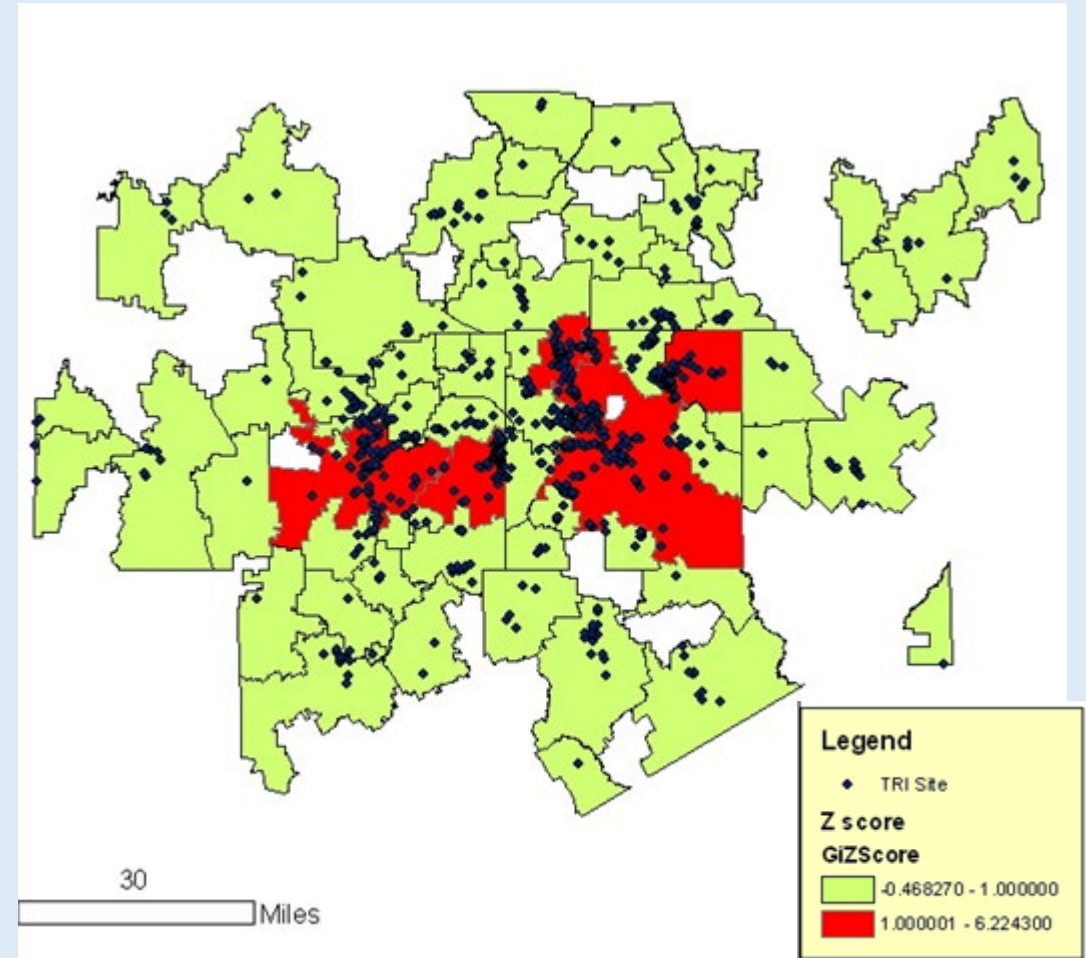 30
Miles
Legend
TRI Site
Z score
GiZScore
-0.468270 - 1.000000
1.000001 - 6.224300